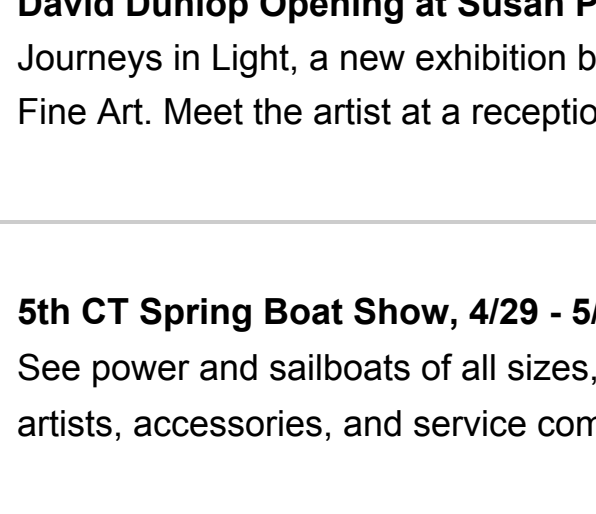 David Dunlop Opening at Susan P
Journeys in Light, a new exhibition b
Fine Art. Meet the artist at a receptio
5th CT Spring Boat Show, 4/29 - 5/
See power and sailboats of all sizes,
artists, accessories, and service com